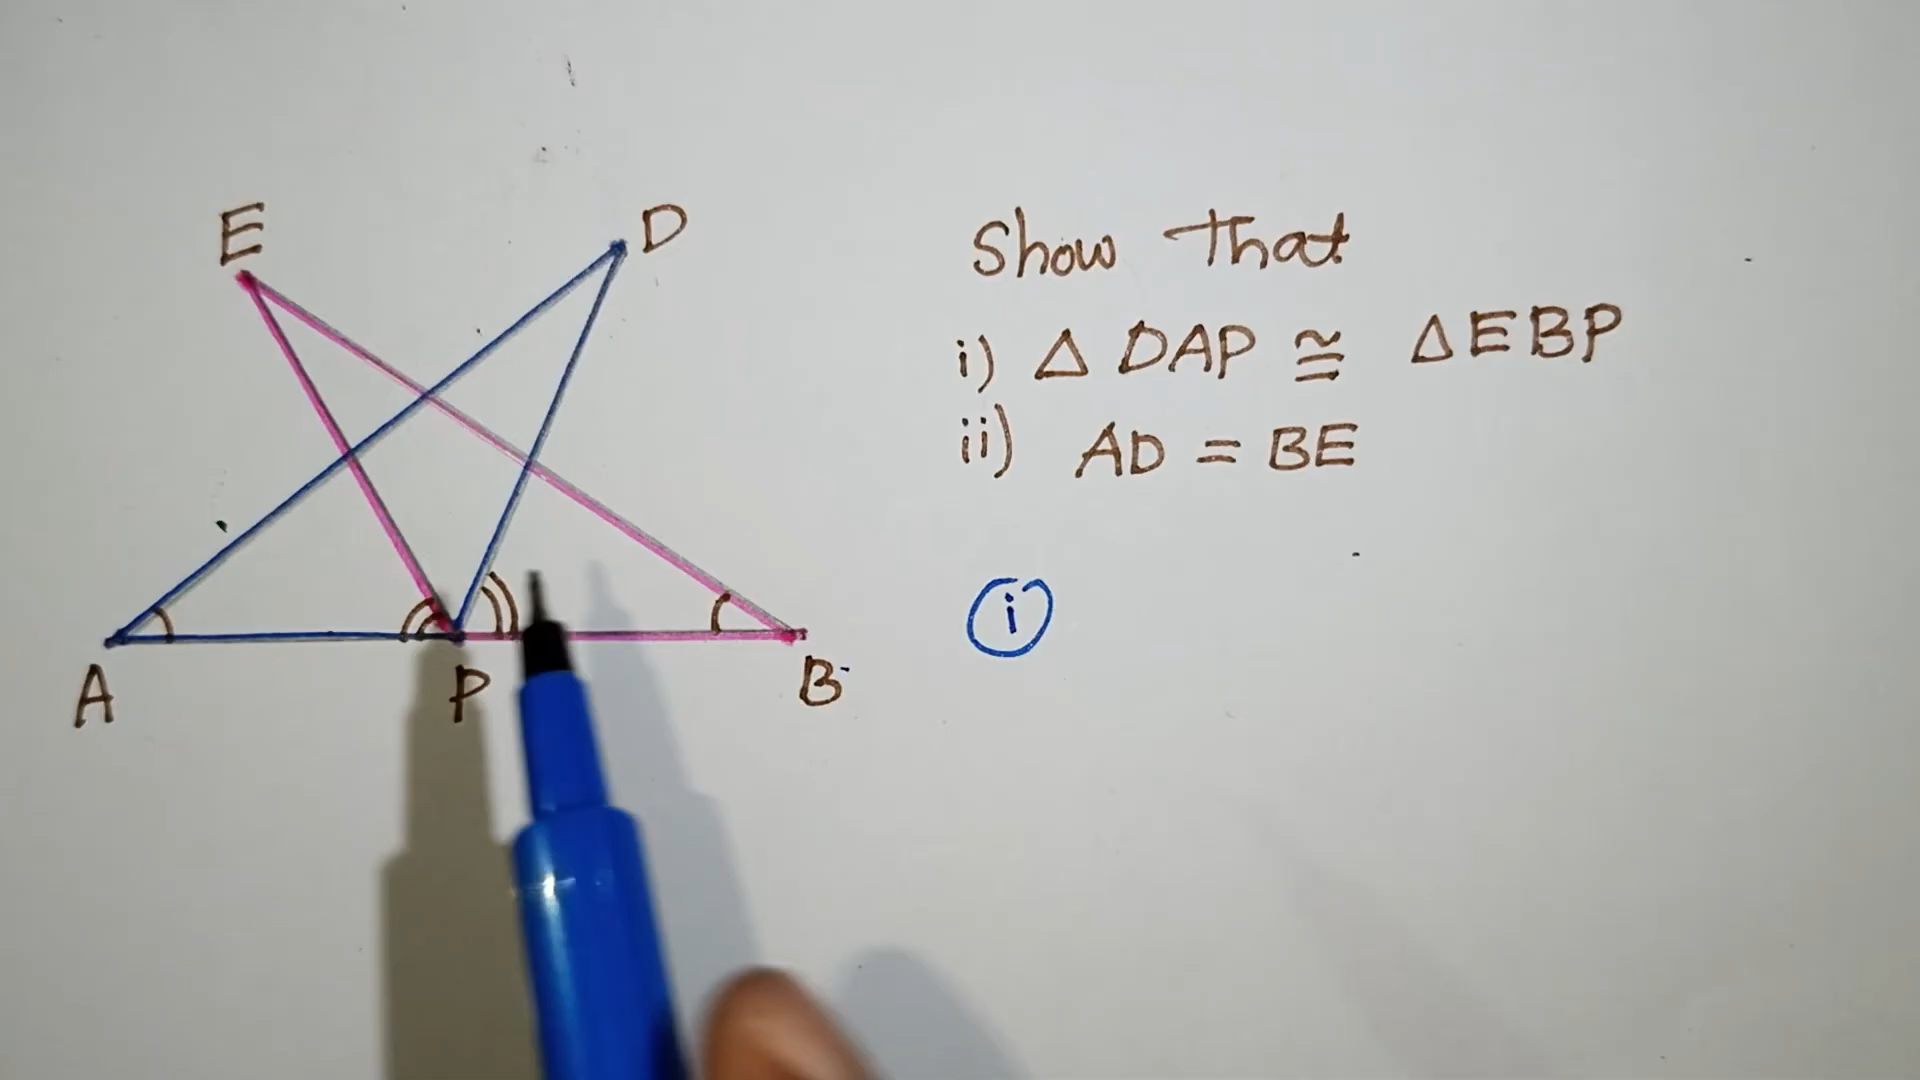 E
D
A
P
B
Show That
i) △ DAP ≅ △EBP
ii) AD = BE
i